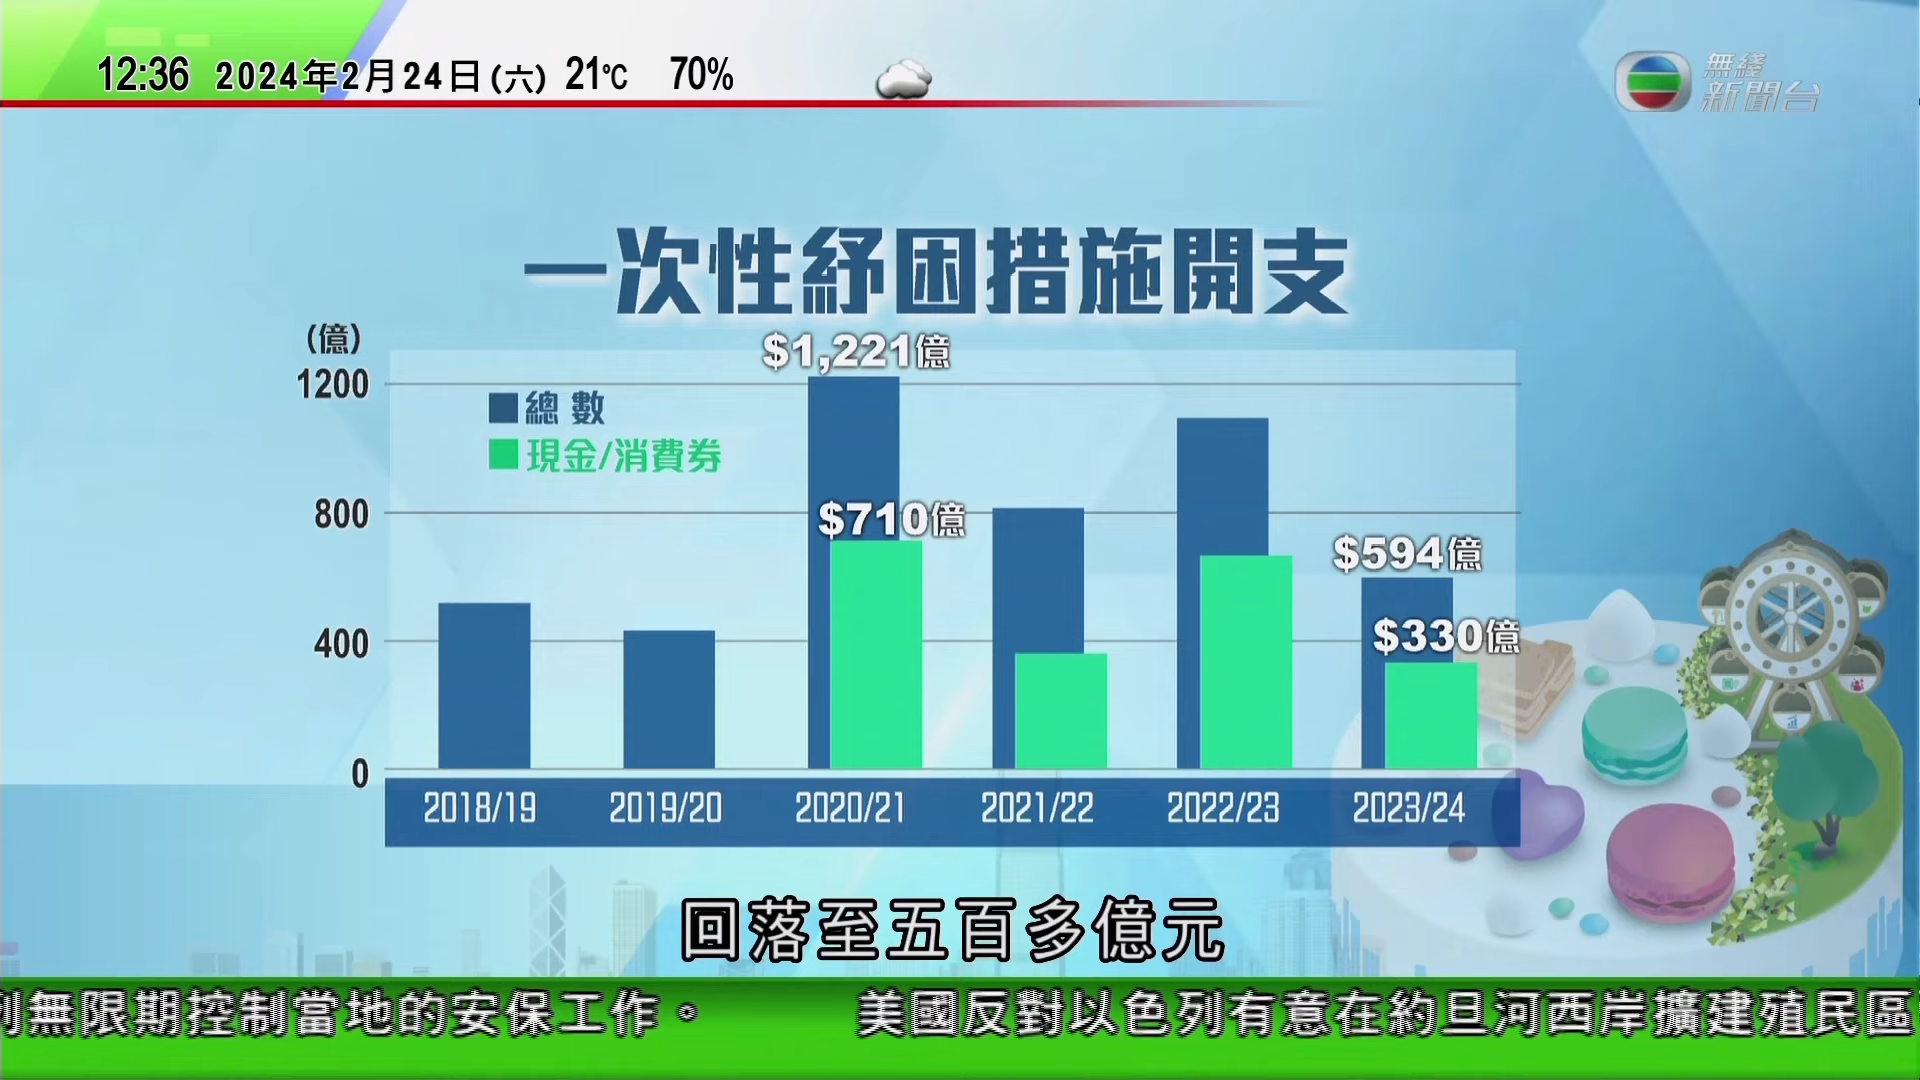 12:36 2024年2月24日(六) 21℃ 70%
無綫
新聞台
一次性紓困措施開支
(億)
1200
800
400
0
總數
現金/消費券
$1,221億
$710億
$594億
$330億
2018/19 2019/20 2020/21 2021/22 2022/23 2023/24
回落至五百多億元
無限期控制當地的安保工作。 美國反對以色列有意在約旦河西岸擴建殖民區